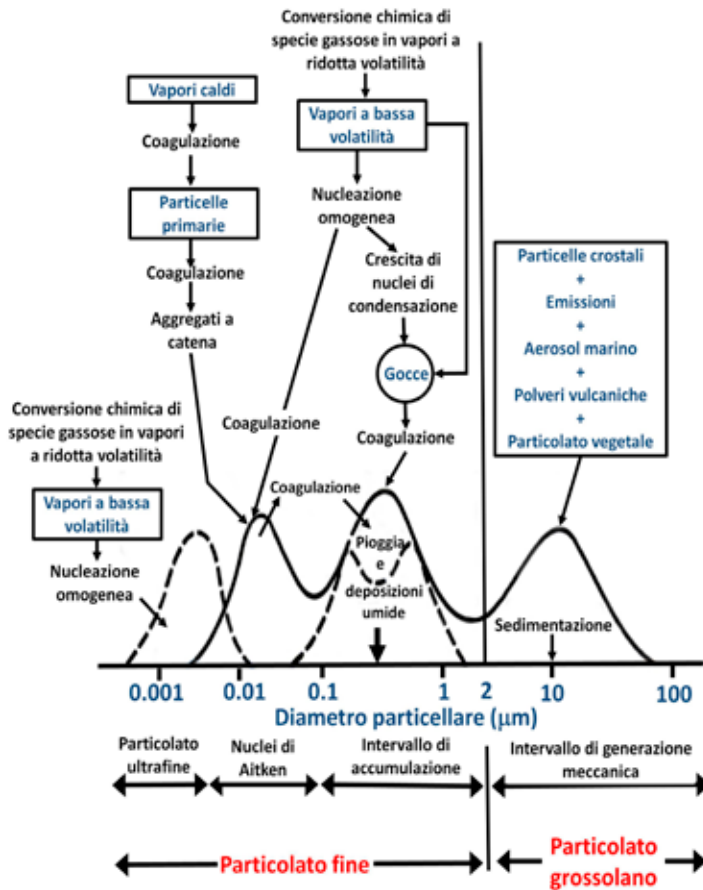 Conversione chimica di
specie gassose in vapori a
ridotta volatilità
Vapori caldi
Vapori a bassa
volatilità
Coagulazione
Particelle
primarie
Nucleazione
omogenea
Coagulazione
Aggregati a
catena
Crescita di
nuclei di
condensazione
Gocce
Particelle crostali
+
Emissioni
+
Aerosol marino
+
Polveri vulcaniche
+
Particolato vegetale
Conversione chimica di
specie gassose in vapori
a ridotta volatilità
Coagulazione
Coagulazione
Vapori a bassa
volatilità
Coagulazione
Nucleazione
omogenea
Pioggia
e
deposizioni
umide
Sedimentazione
0.001 0.01 0.1 1 2 10 100
Diametro particellare (μm)
Particolato
ultrafine
Nuclei di
Aitken
Intervallo di
accumulazione
Intervallo di generazione
meccanica
Particolato fine
Particolato
grossolano